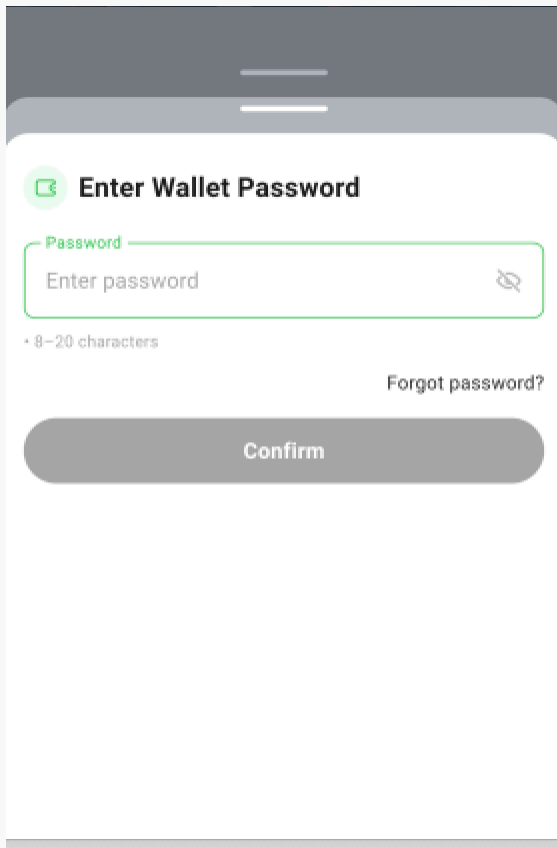 Enter Wallet Password
Password
Enter password
• 8–20 characters
Forgot password?
Confirm